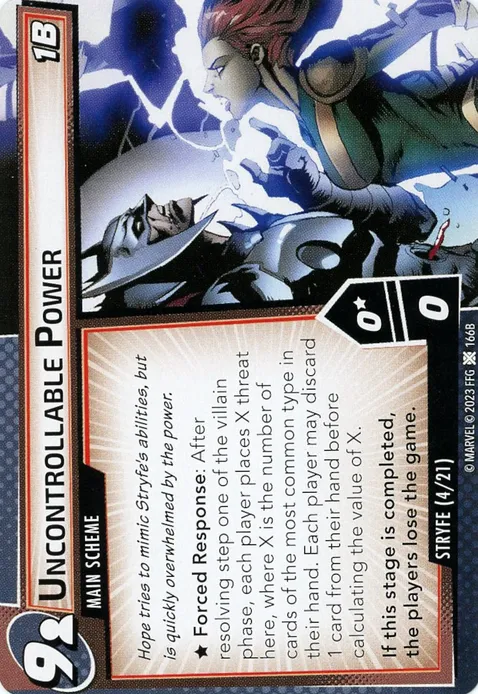 UNCONTROLLABLE POWER
1B
MAIN SCHEME
9
Hope tries to mimic Stryfe's abilities, but
is quickly overwhelmed by the power.
★ Forced Response: After
resolving step one of the villain
phase, each player places X threat
here, where X is the number of
cards of the most common type in
their hand. Each player may discard
1 card from their hand before
calculating the value of X.
If this stage is completed,
the players lose the game.
0★
0
STRYFE (4/21)
© MARVEL © 2023 FFG 166B